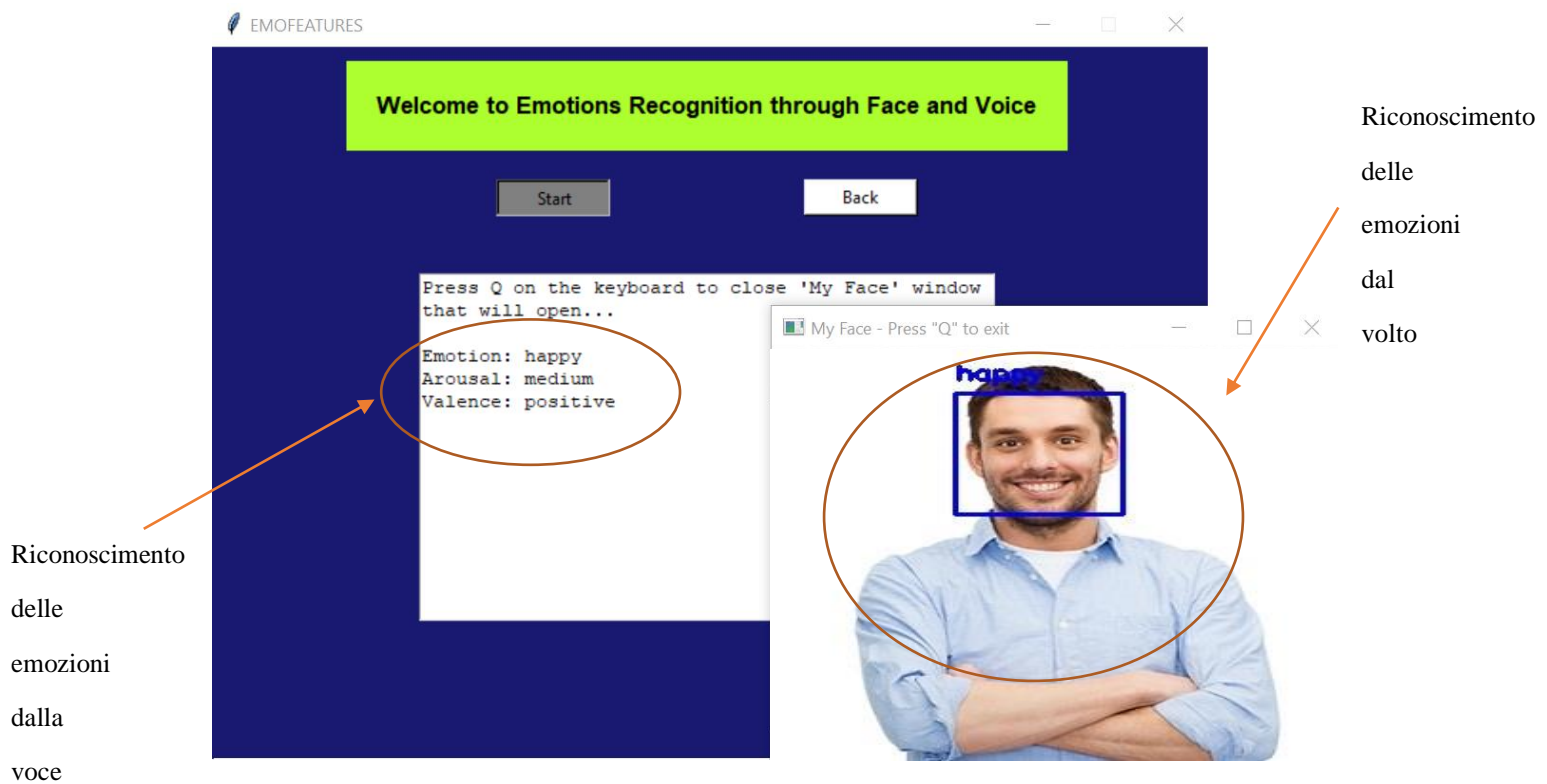 EMOFEATURES
Welcome to Emotions Recognition through Face and Voice
Start
Back
Press Q on the keyboard to close 'My Face' window
that will open...
Emotion: happy
Arousal: medium
Valence: positive
My Face - Press "Q" to exit
happy
Riconoscimento
delle
emozioni
dal
volto
Riconoscimento
delle
emozioni
dalla
voce